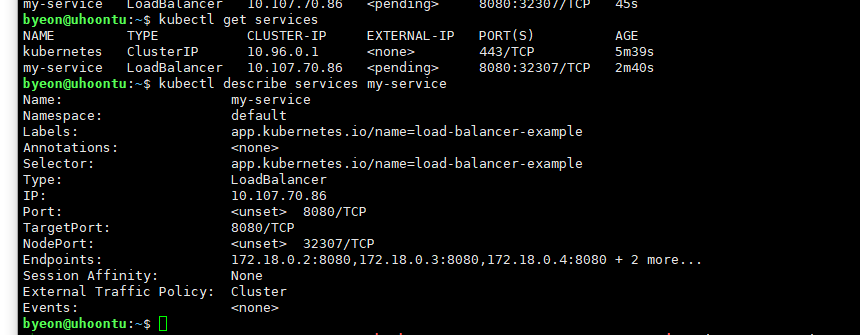 my-service   LoadBalancer   10.107.70.86   <pending>     8080:32307/TCP   45s
byeon@uhoontu:~$ kubectl get services
NAME         TYPE           CLUSTER-IP     EXTERNAL-IP   PORT(S)          AGE
kubernetes   ClusterIP      10.96.0.1      <none>        443/TCP          5m39s
my-service   LoadBalancer   10.107.70.86   <pending>     8080:32307/TCP   2m40s
byeon@uhoontu:~$ kubectl describe services my-service
Name:                     my-service
Namespace:                default
Labels:                   app.kubernetes.io/name=load-balancer-example
Annotations:              <none>
Selector:                 app.kubernetes.io/name=load-balancer-example
Type:                     LoadBalancer
IP:                       10.107.70.86
Port:                     <unset>  8080/TCP
TargetPort:               8080/TCP
NodePort:                 <unset>  32307/TCP
Endpoints:                172.18.0.2:8080,172.18.0.3:8080,172.18.0.4:8080 + 2 more...
Session Affinity:         None
External Traffic Policy:  Cluster
Events:                   <none>
byeon@uhoontu:~$